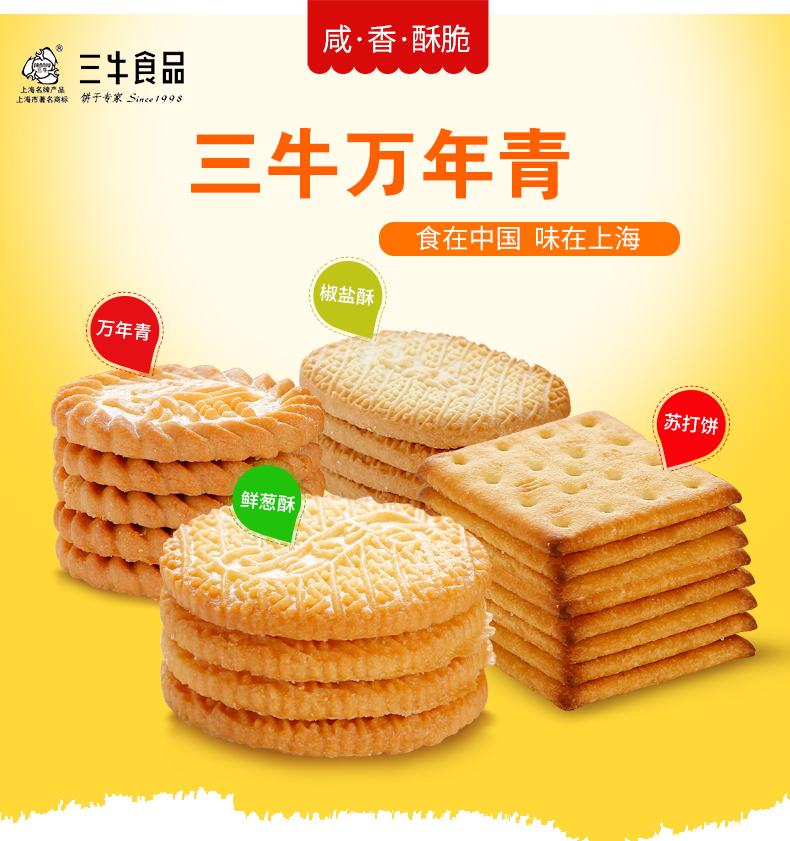 咸·香·酥脆
®
三牛食品
上海名牌产品
上海市著名商标
饼干专家 Since1998
三牛万年青
食在中国 味在上海
椒盐酥
万年青
苏打饼
鲜葱酥